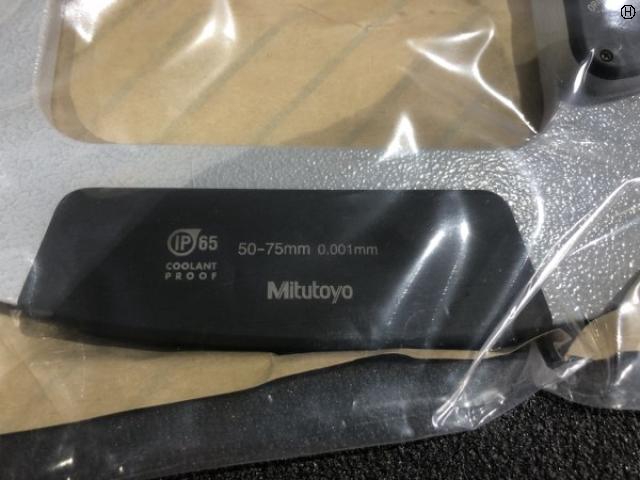 H
IP 65 50-75mm 0.001mm
COOLANT
PROOF
Mitutoyo